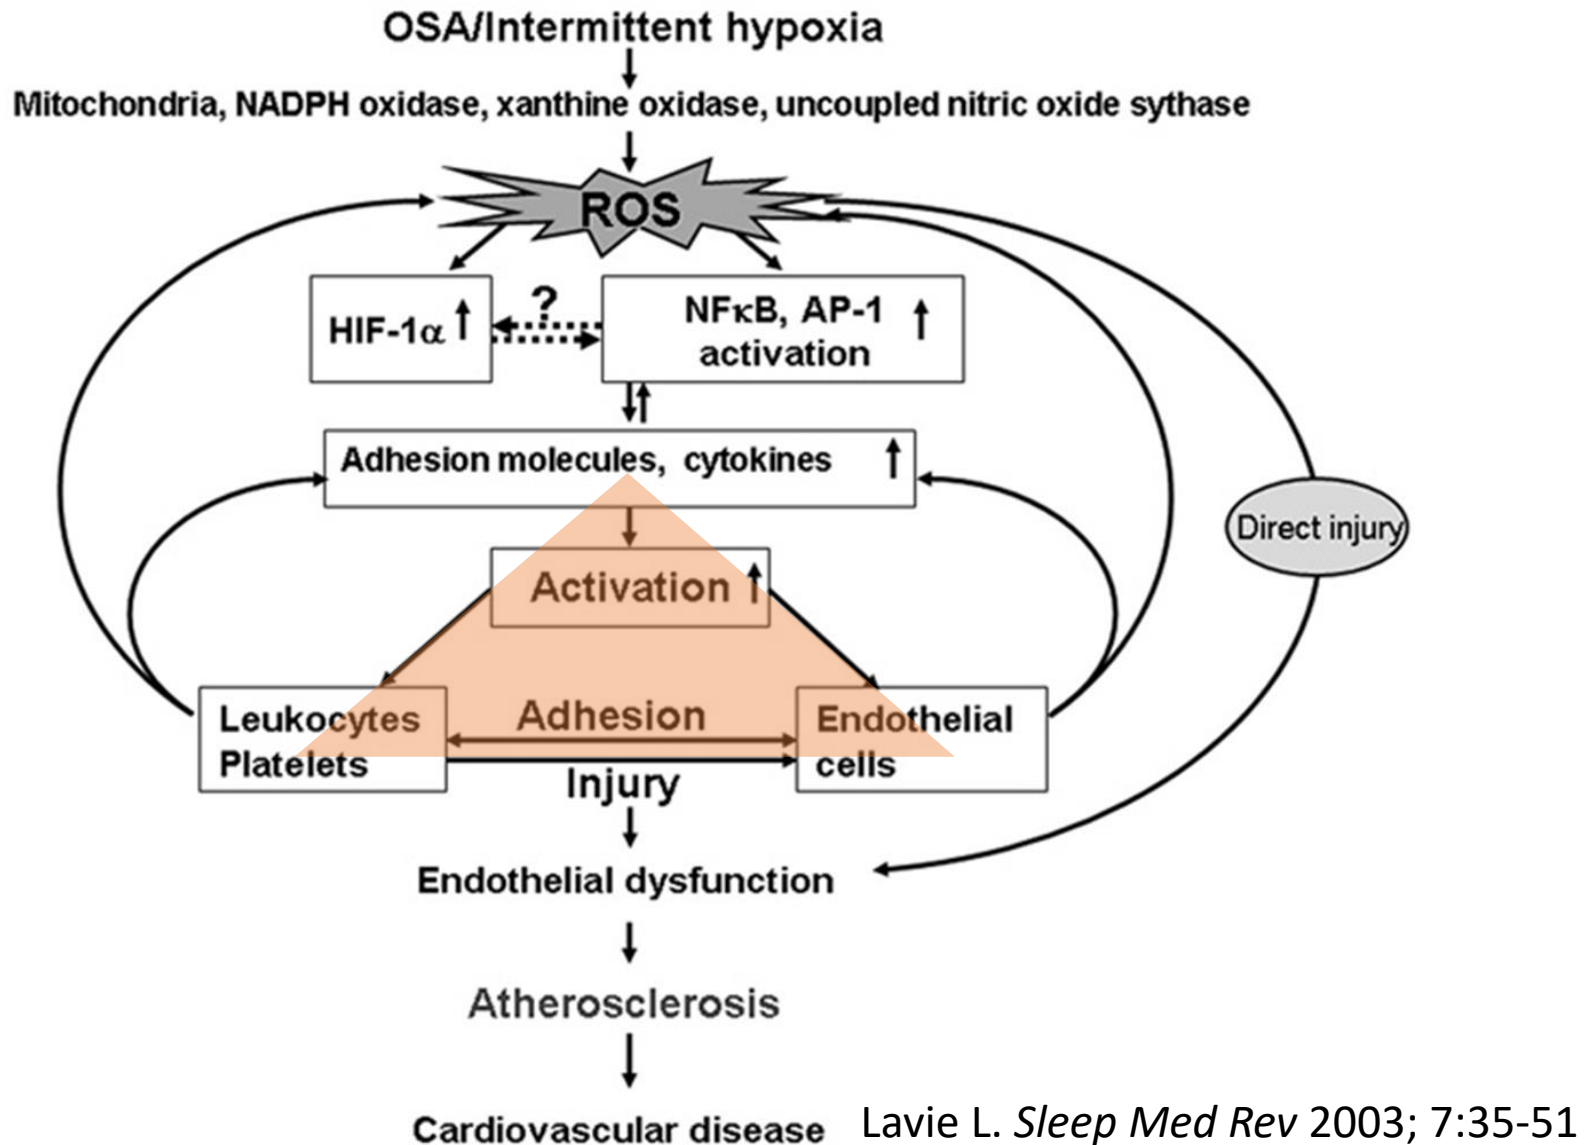 OSA/Intermittent hypoxia
Mitochondria, NADPH oxidase, xanthine oxidase, uncoupled nitric oxide sythase
ROS
?
HIF-1α ↑
NFκB, AP-1 ↑
activation
Adhesion molecules, cytokines ↑
Activation ↑
Direct injury
Leukocytes
Platelets
Adhesion
Injury
Endothelial
cells
Endothelial dysfunction
Atherosclerosis
Cardiovascular disease
Lavie L. Sleep Med Rev 2003; 7:35-51